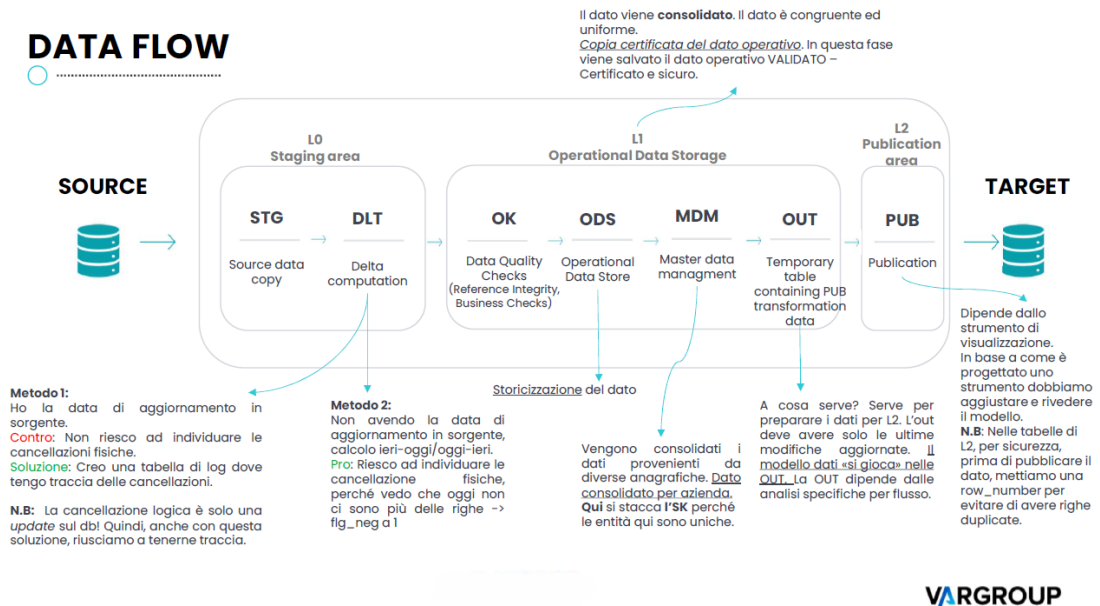 Il dato viene consolidato. Il dato è congruente ed
uniforme.
Copia certificata del dato operativo. In questa fase
viene salvato il dato operativo VALIDATO –
Certificato e sicuro.
DATA FLOW
L0
Staging area
L1
Operational Data Storage
L2
Publication
area
SOURCE
TARGET
STG
Source data
copy
DLT
Delta
computation
OK
Data Quality
Checks
(Reference Integrity,
Business Checks)
ODS
Operational
Data Store
MDM
Master data
managment
OUT
Temporary
table
containing PUB
transformation
data
PUB
Publication
Metodo 1:
Ho la data di aggiornamento in
sorgente.
Contro: Non riesco ad individuare le
cancellazioni fisiche.
Soluzione: Creo una tabella di log dove
tengo traccia delle cancellazioni.
N.B: La cancellazione logica è solo una
update sul db! Quindi, anche con questa
soluzione, riusciamo a tenerne traccia.
Metodo 2:
Non avendo la data di
aggiornamento in sorgente,
calcolo ieri-oggi/oggi-ieri.
Pro: Riesco ad individuare le
cancellazione fisiche,
perché vedo che oggi non
ci sono più delle righe ->
flg_neg a 1
Storicizzazione del dato
Vengono consolidati i
dati provenienti da
diverse anagrafiche. Dato
consolidato per azienda.
Qui si stacca l'SK perché
le entità qui sono uniche.
A cosa serve? Serve per
preparare i dati per L2. L'out
deve avere solo le ultime
modifiche aggiornate. Il
modello dati «si gioca» nelle
OUT. La OUT dipende dalle
analisi specifiche per flusso.
Dipende dallo
strumento di
visualizzazione.
In base a come è
progettato uno
strumento dobbiamo
aggiustare e rivedere
il modello.
N.B: Nelle tabelle di
L2, per sicurezza,
prima di pubblicare il
dato, mettiamo una
row_number per
evitare di avere righe
duplicate.
VARGROUP